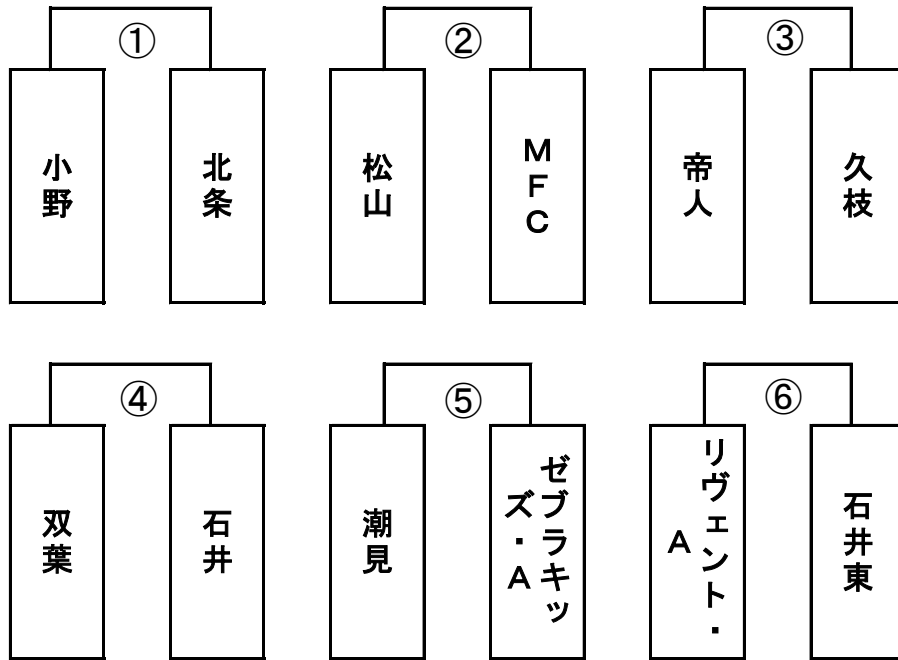 ①
小野
北条
②
松山
MFC
③
帝人
久枝
④
双葉
石井
⑤
潮見
ゼブラキッ
ズ・A
⑥
リヴェント・
A
石井東